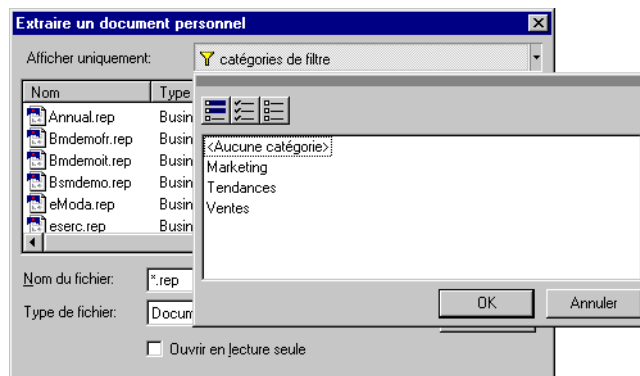 Extraire un document personnel
Afficher uniquement: catégories de filtre
Nom Type
Annual.rep Busin
Bmdemofr.rep Busin
Bmdemoit.rep Busin
Bsmdemo.rep Busin
eModa.rep Busin
eserc.rep Busin
<Aucune catégorie>
Marketing
Tendances
Ventes
OK Annuler
Nom du fichier: *.rep
Type de fichier: Docum
Ouvrir en lecture seule